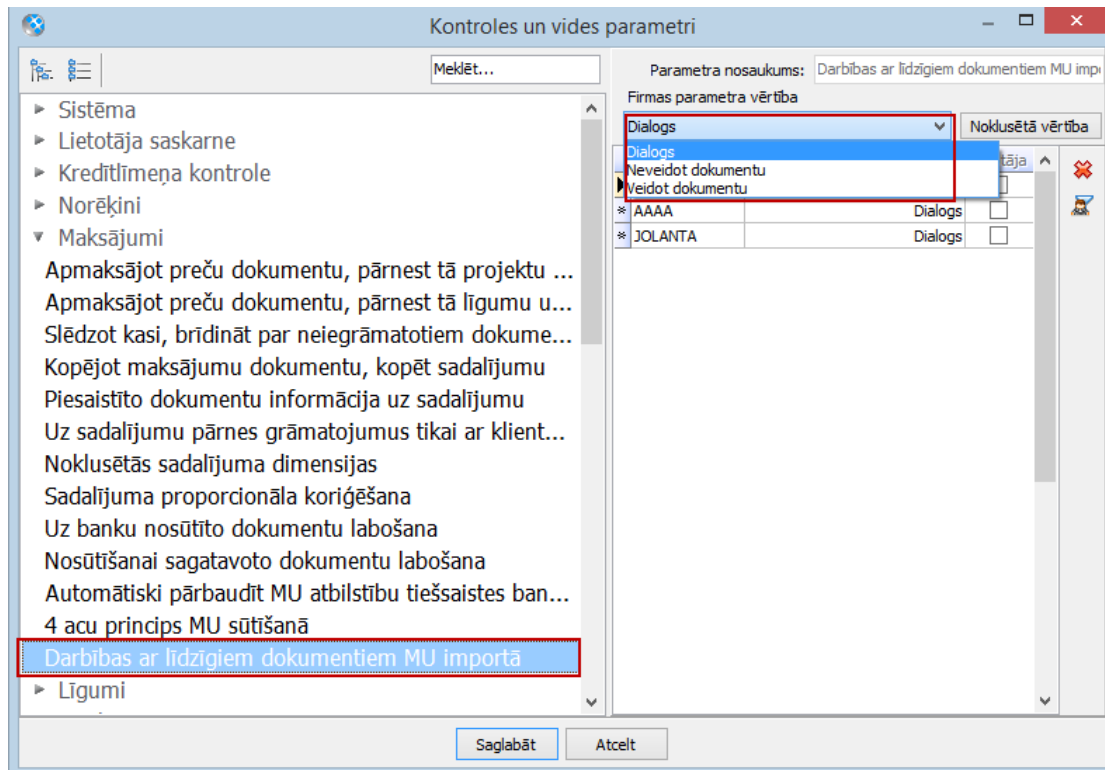 Kontroles un vides parametri
Meklēt...
Parametra nosaukums: Darbības ar līdzīgiem dokumentiem MU imp
Firmas parametra vērtība
Dialogs
Noklusētā vērtība
Dialogs
Neveidot dokumentu
Veidot dokumentu
tāja
* AAAA Dialogs
* JOLANTA Dialogs
Sistēma
Lietotāja saskarne
Kredītlīmeņa kontrole
Norēķini
Maksājumi
Apmaksājot preču dokumentu, pārnest tā projektu ...
Apmaksājot preču dokumentu, pārnest tā līgumu u...
Slēdzot kasi, brīdināt par neiegrāmatotiem dokume...
Kopējot maksājumu dokumentu, kopēt sadalījumu
Piesaistīto dokumentu informācija uz sadalījumu
Uz sadalījumu pārnes grāmatojumus tikai ar klient...
Noklusētās sadalījuma dimensijas
Sadalījuma proporcionāla koriģēšana
Uz banku nosūtīto dokumentu labošana
Nosūtīšanai sagatavoto dokumentu labošana
Automātiski pārbaudīt MU atbilstību tiešsaistes ban...
4 acu princips MU sūtīšanā
Darbības ar līdzīgiem dokumentiem MU importā
Līgumi
Saglabāt
Atcelt